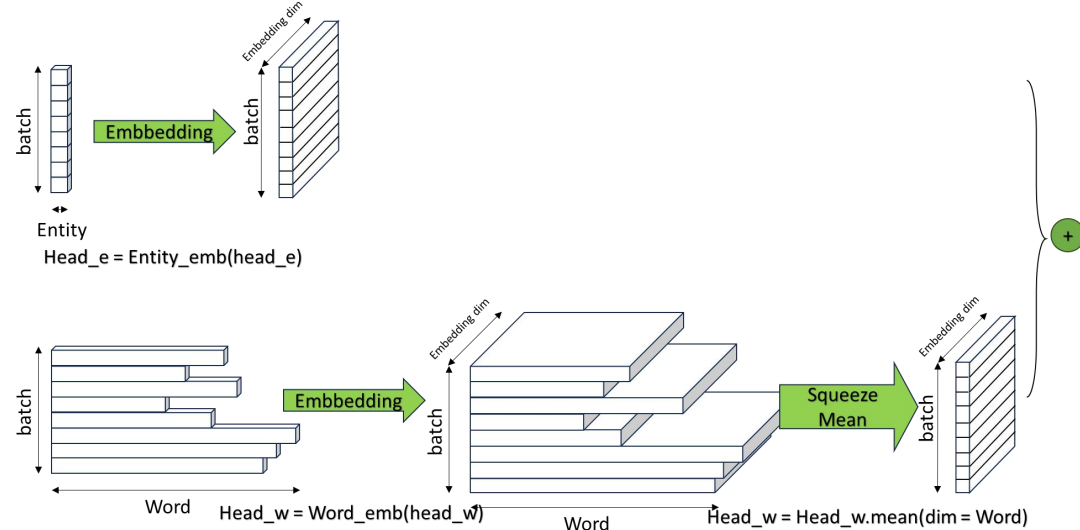 Embedding dim
batch
Embbedding
batch
Entity
Head_e = Entity_emb(head_e)
+
Embedding dim
batch
Embbedding
batch
Squeeze
Mean
Embedding dim
batch
Word
Head_w = Word_emb(head_w)
Word
Head_w = Head_w.mean(dim = Word)